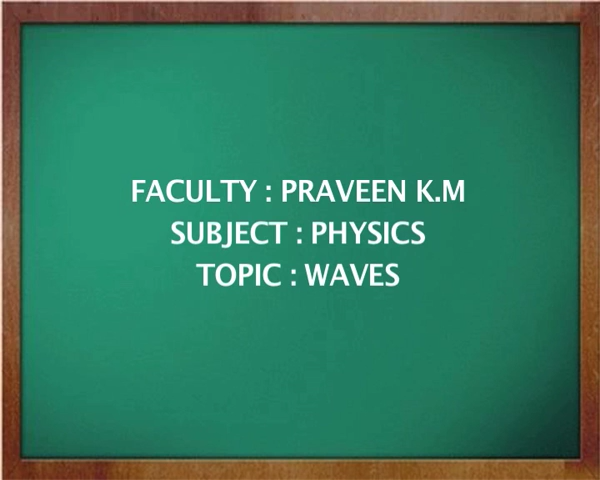 FACULTY : PRAVEEN K.M
SUBJECT : PHYSICS
TOPIC : WAVES